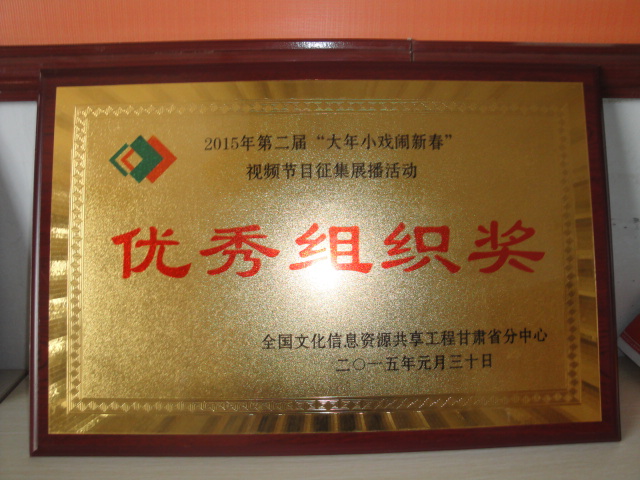 2015年第二届“大年小戏闹新春”
视频节目征集展播活动
优秀组织奖
全国文化信息资源共享工程甘肃省分中心
二〇一五年元月三十日